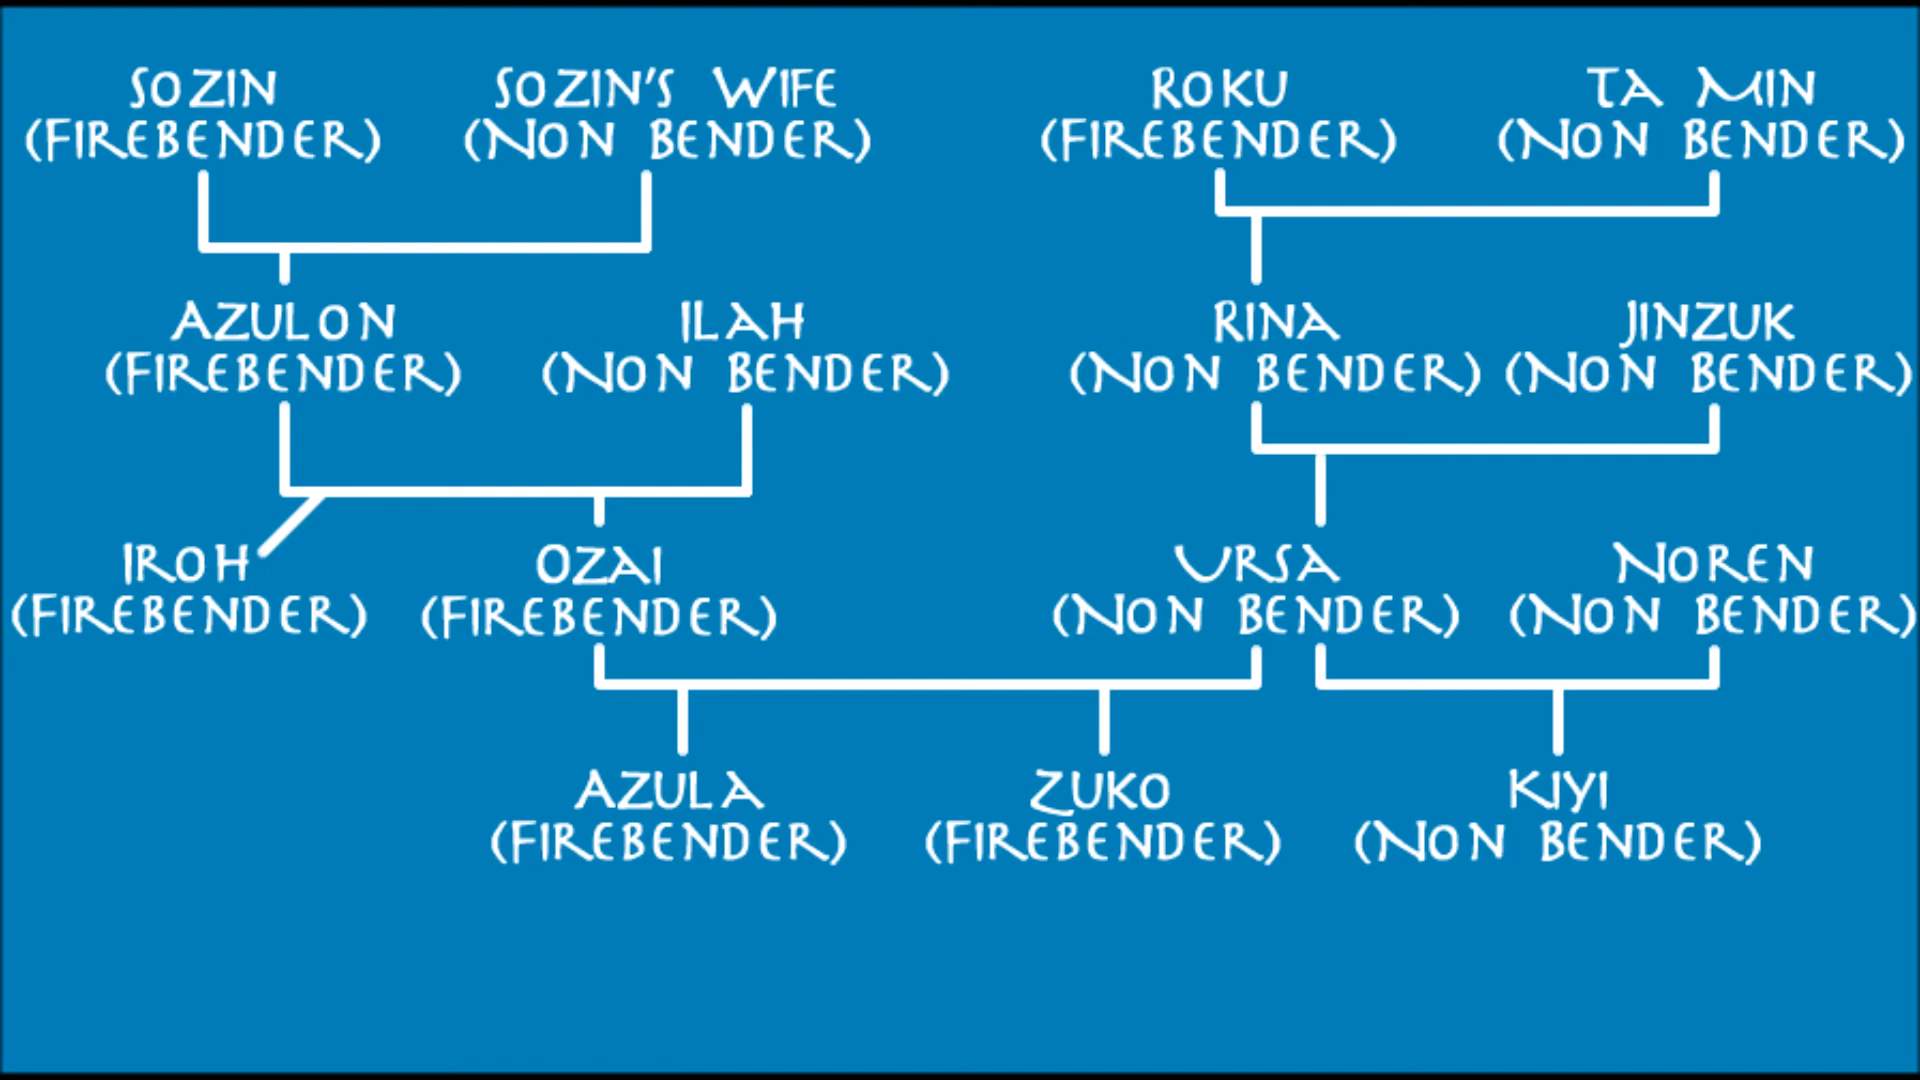 Sozin Sozin's Wife Roku Ta Min
(Firebender) (Non Bender) (Firebender) (Non Bender)
Azulon Ilah Rina Jinzuk
(Firebender) (Non Bender) (Non Bender) (Non Bender)
Iroh Ozai Ursa Noren
(Firebender) (Firebender) (Non Bender) (Non Bender)
Azula Zuko Kiyi
(Firebender) (Firebender) (Non Bender)